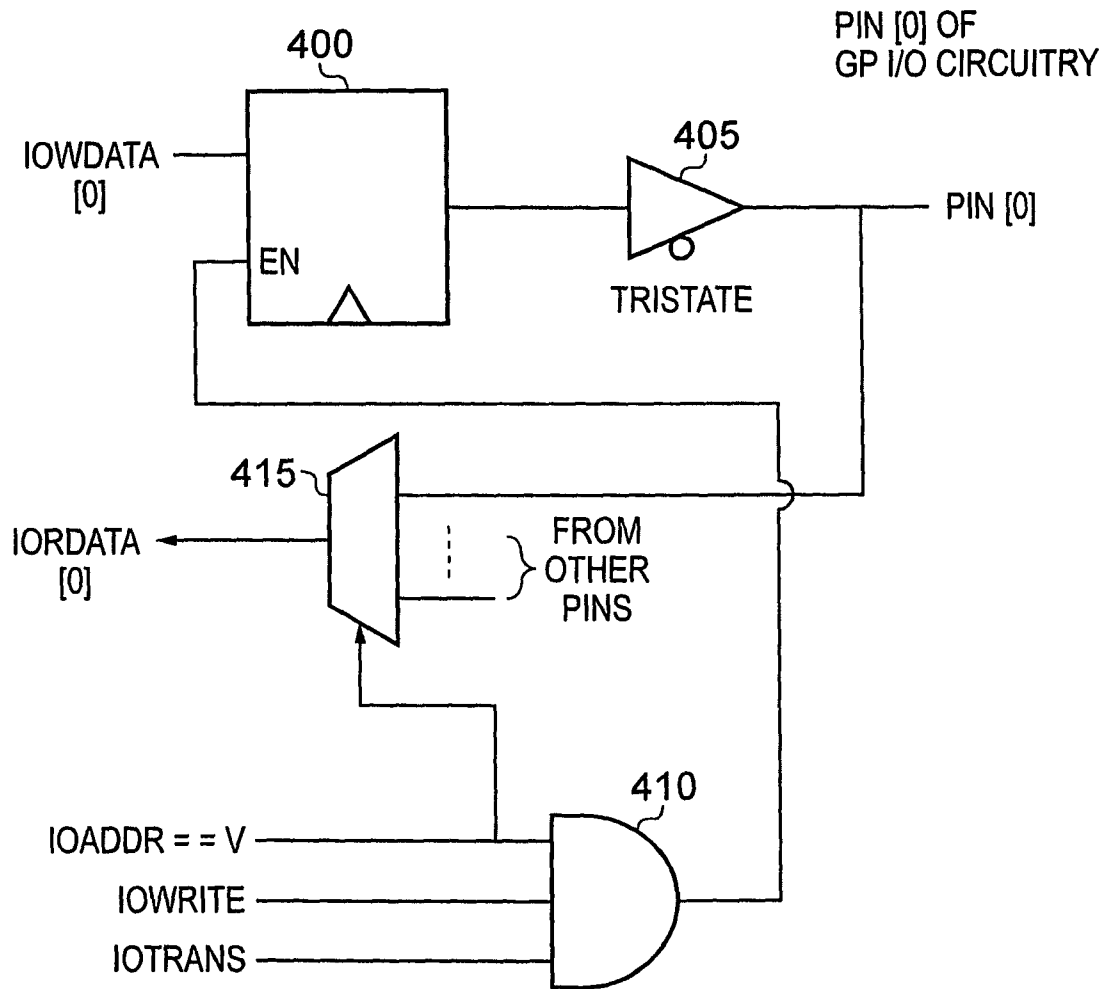 PIN [0] OF
GP I/O CIRCUITRY
400
405
IOWDATA
[0]
EN
PIN [0]
TRISTATE
415
IORDATA
[0]
FROM
OTHER
PINS
410
IOADDR = = V
IOWRITE
IOTRANS